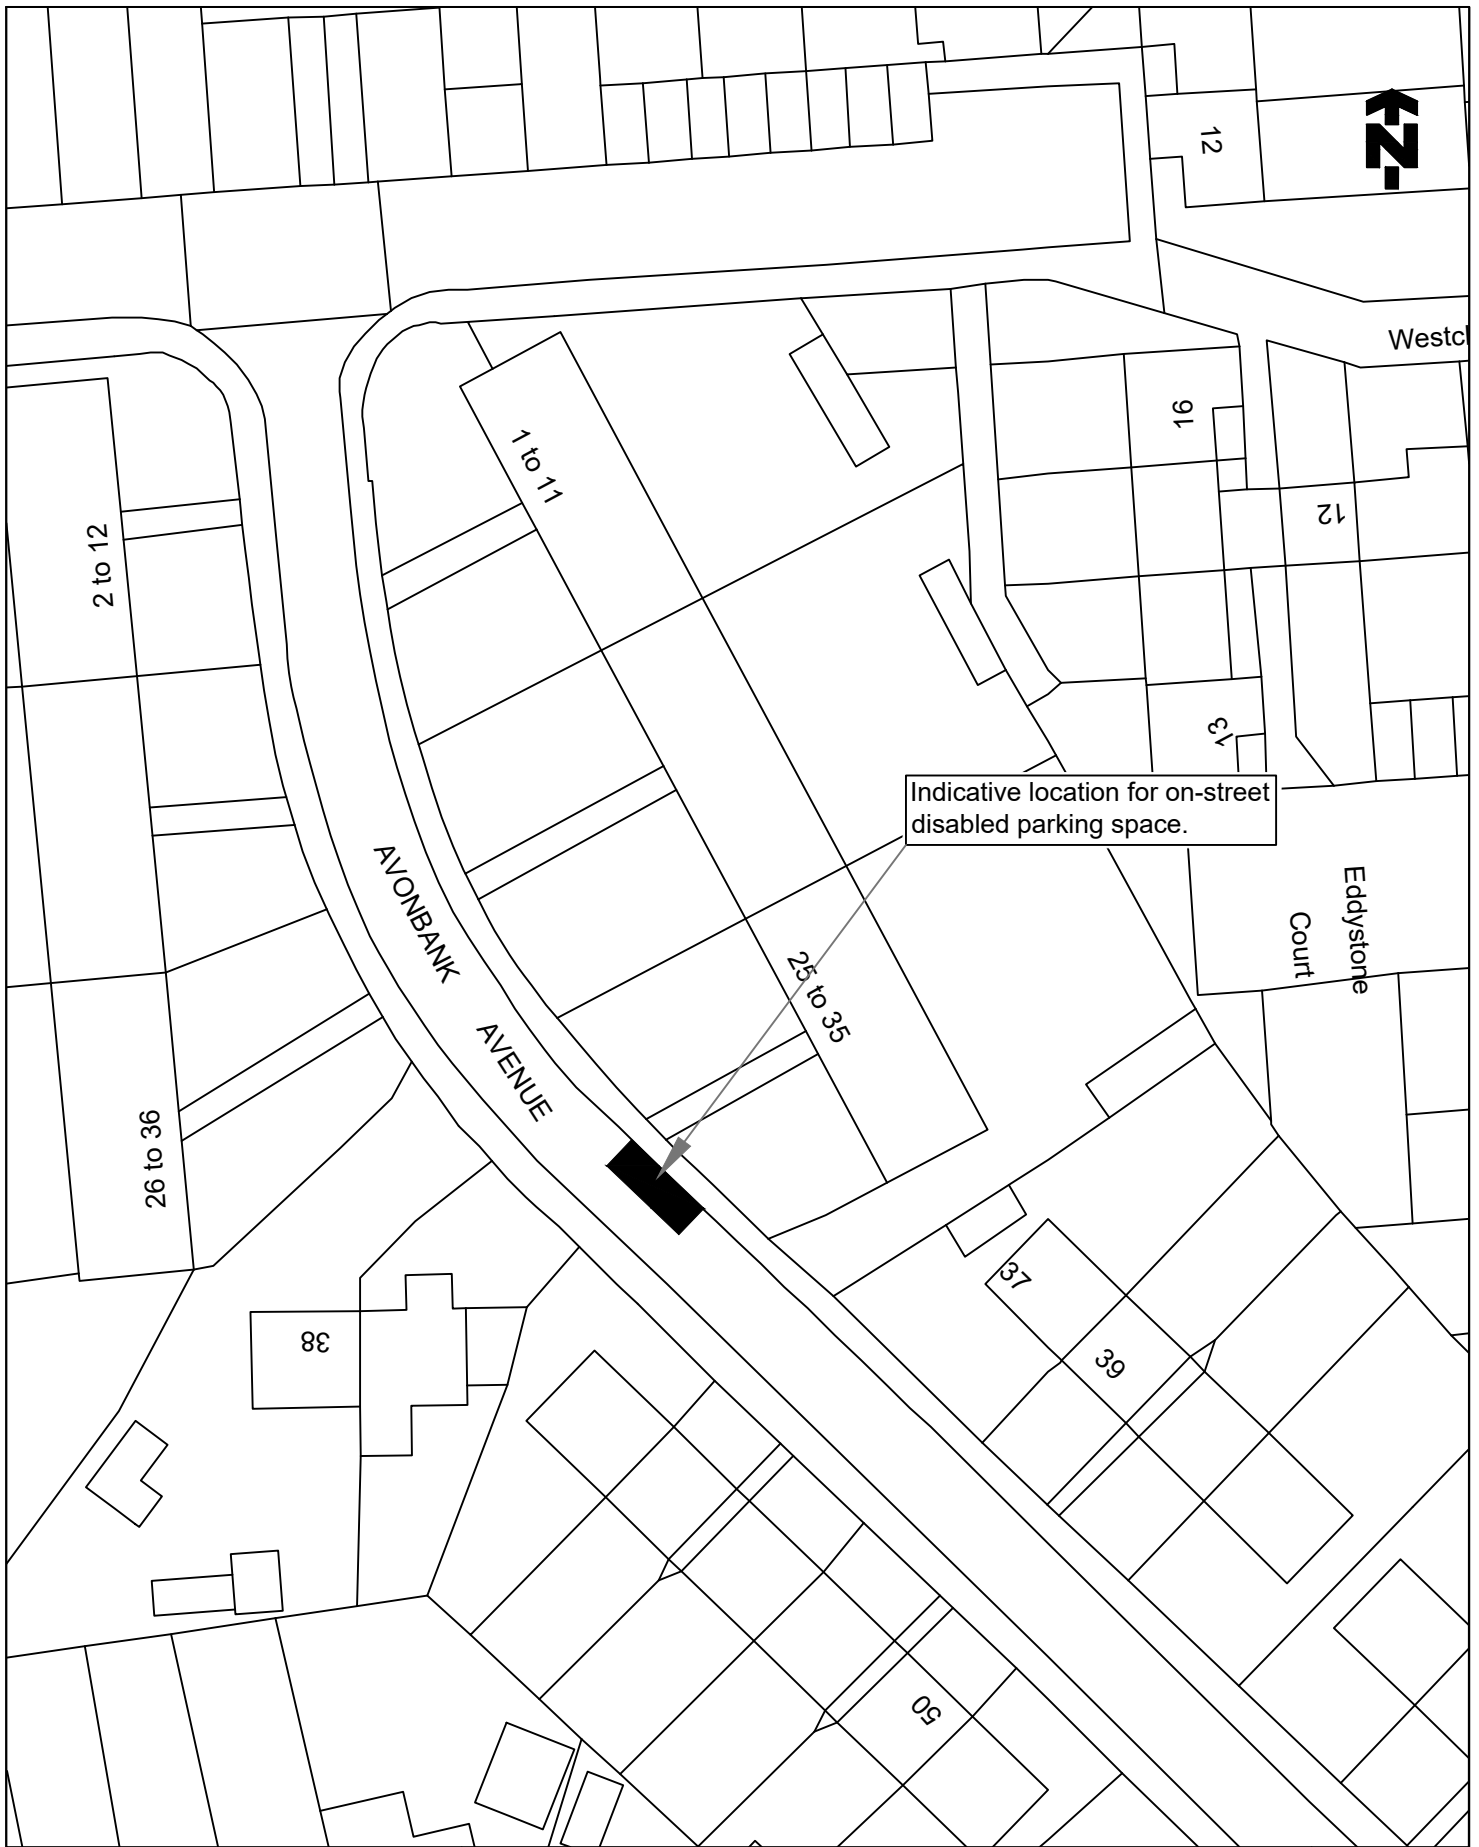 12
N
Westcl
16
1 to 11
12
2 to 12
13
Indicative location for on-street
disabled parking space.
AVONBANK
AVENUE
Eddystone
Court
25 to 35
26 to 36
37
38
39
50